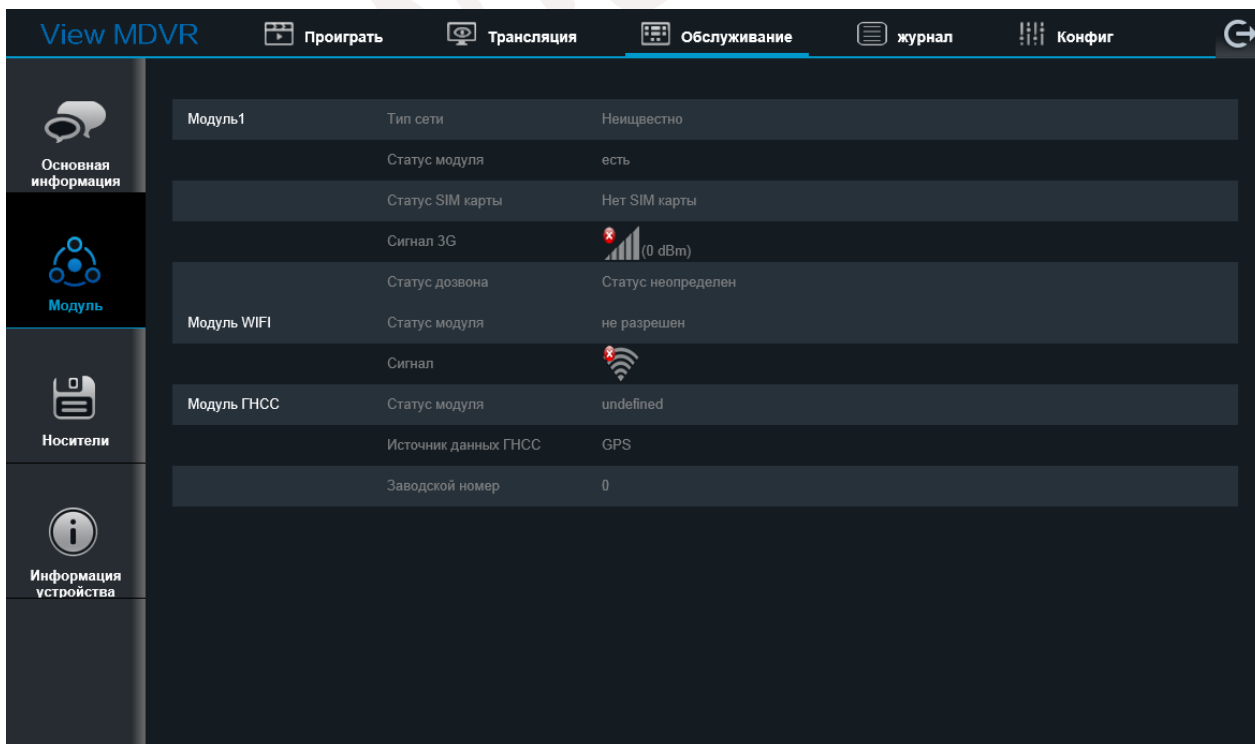 View MDVR Проиграть Трансляция Обслуживание журнал Конфиг
Основная
информация
Модуль
Носители
Информация
устройства
Модуль1 Тип сети Неищвестно
Статус модуля есть
Статус SIM карты Нет SIM карты
Сигнал 3G (0 dBm)
Статус дозвона Статус неопределен
Модуль WIFI Статус модуля не разрешен
Сигнал
Модуль ГНСС Статус модуля undefined
Источник данных ГНСС GPS
Заводской номер 0